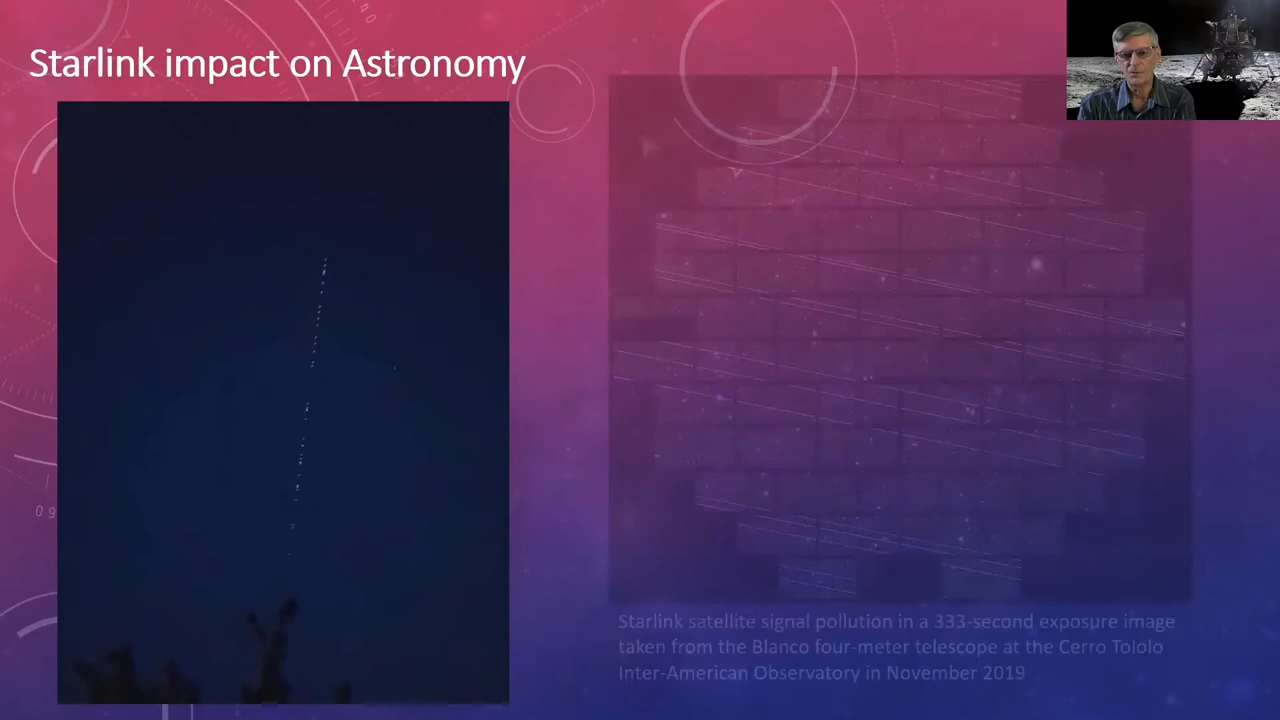 Starlink impact on Astronomy
Starlink satellite signal pollution in a 333-second exposure image
taken from the Blanco four-meter telescope at the Cerro Tololo
Inter-American Observatory in November 2019